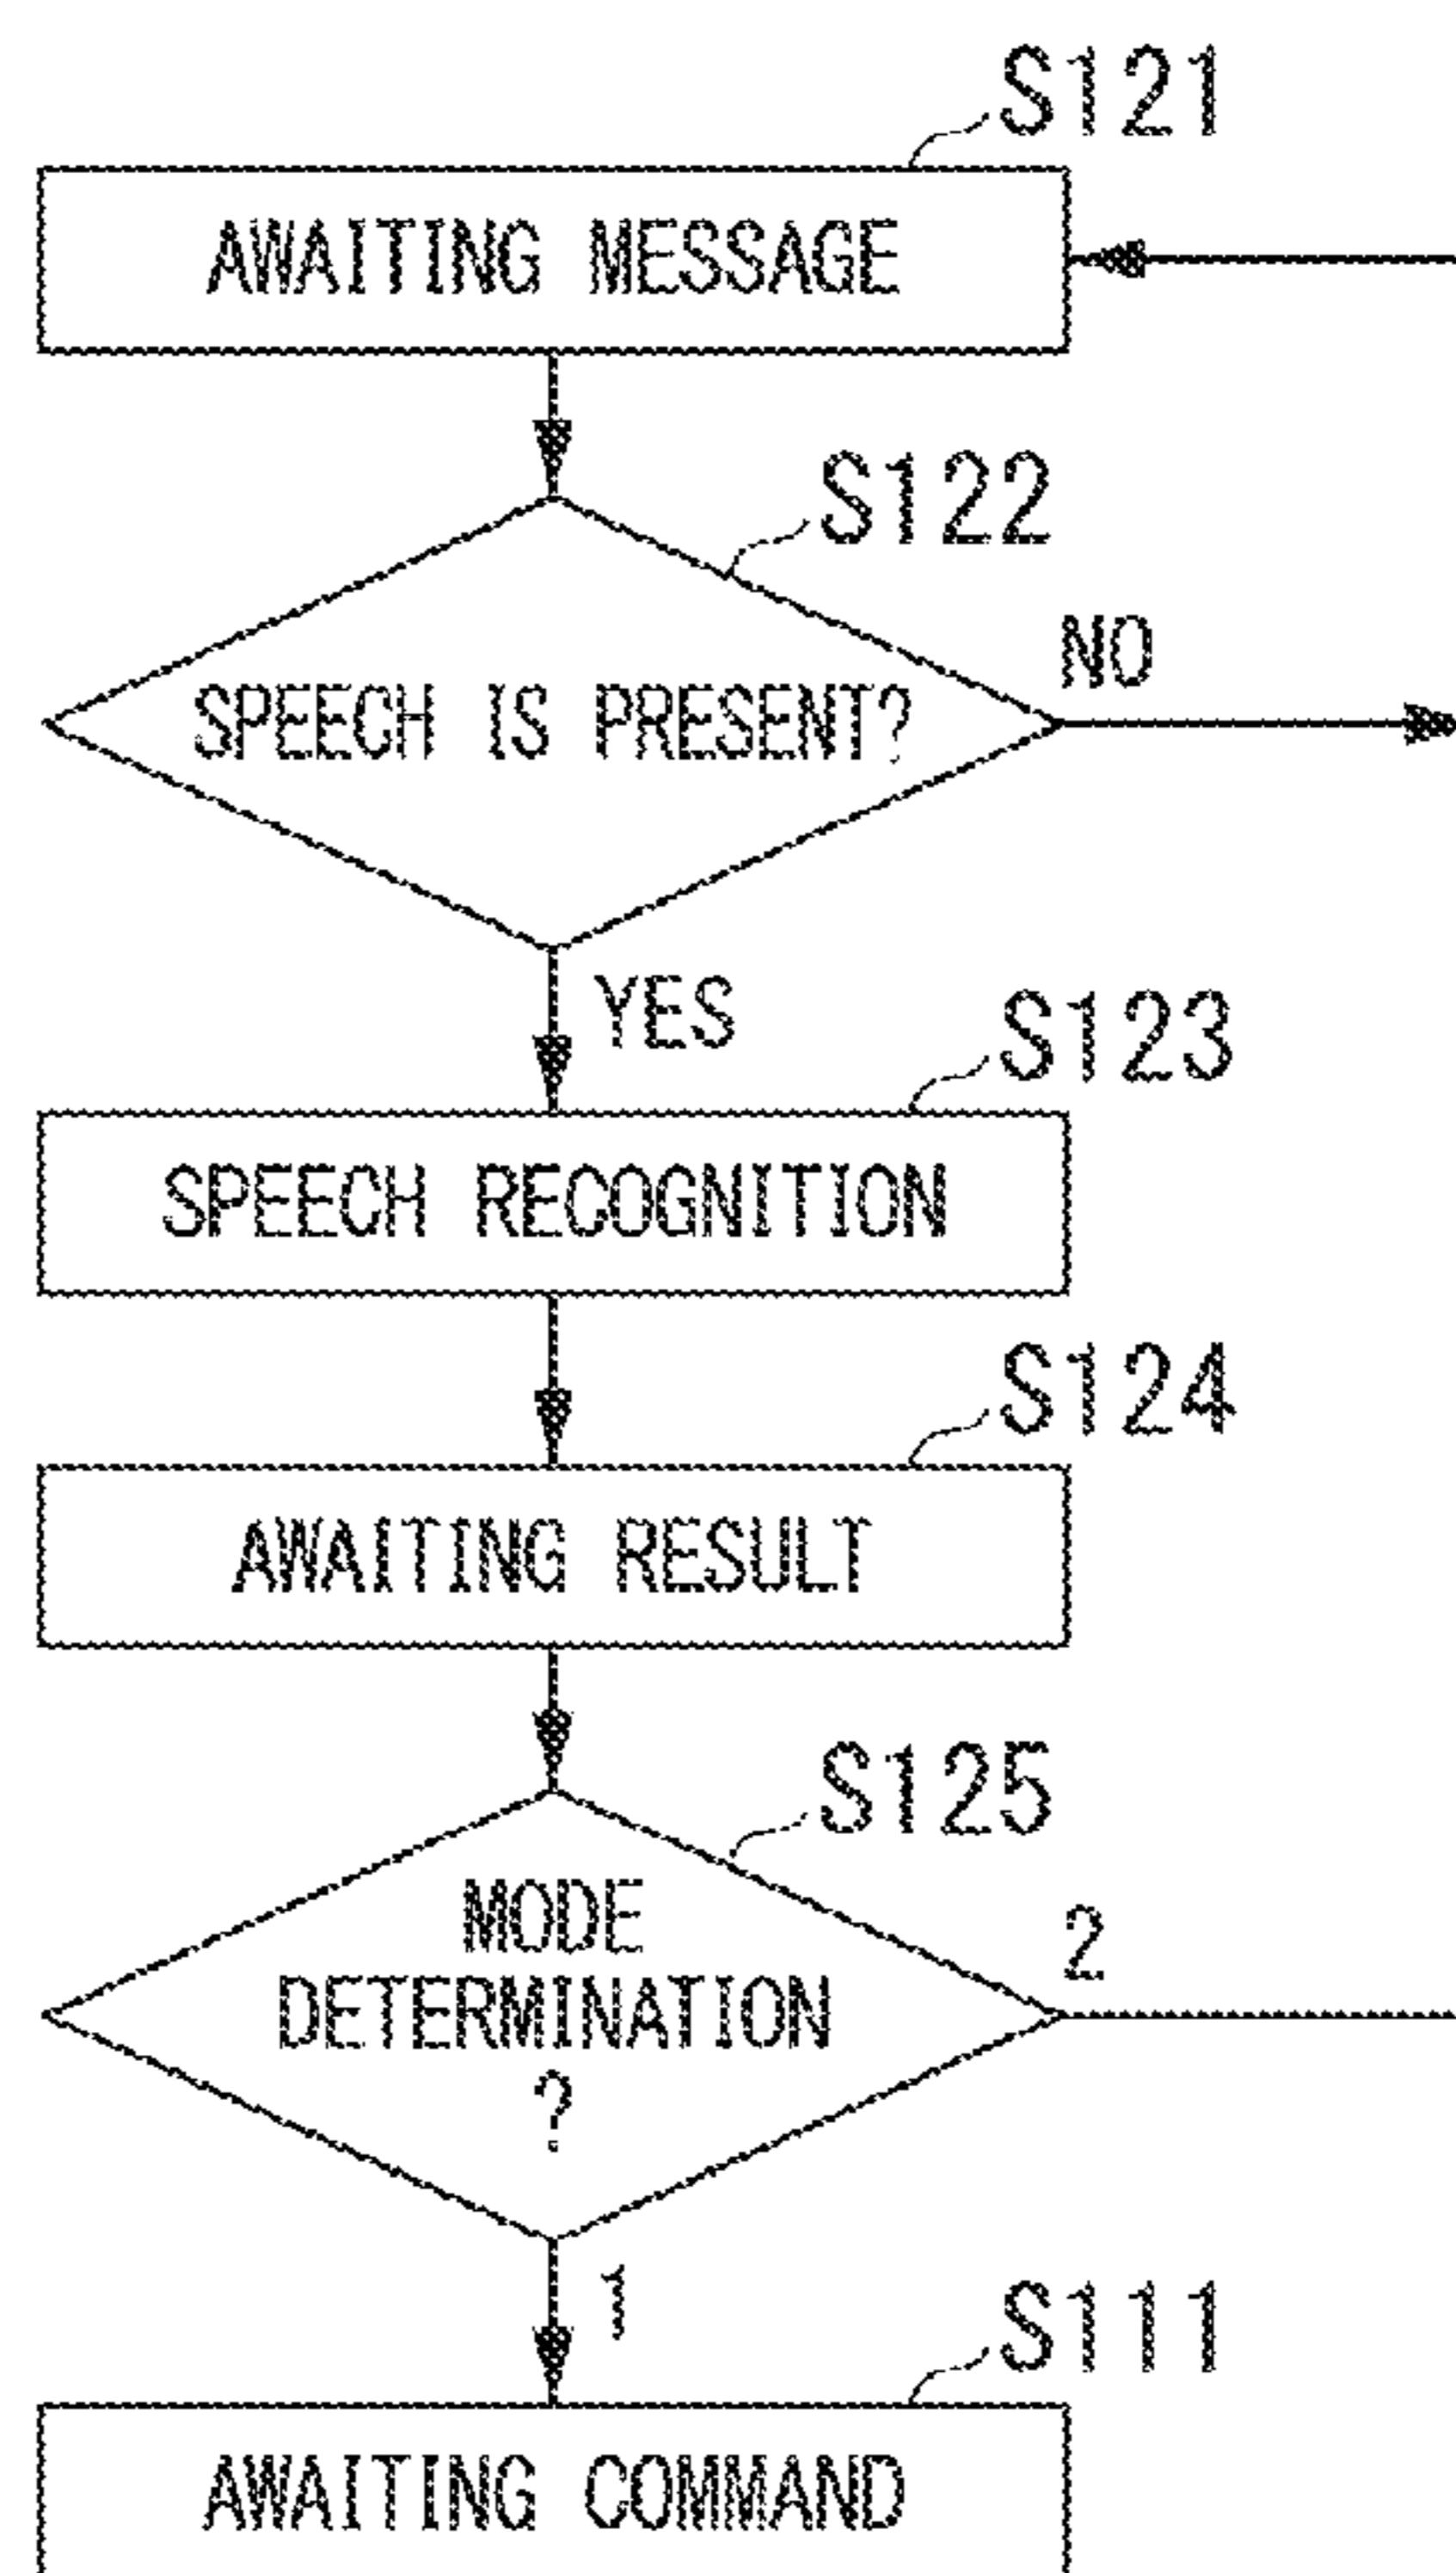 S121
AWAITING MESSAGE
S122
NO
SPEECH IS PRESENT?
YES
S123
SPEECH RECOGNITION
S124
AWAITING RESULT
S125
MODE
2
DETERMINATION
?
1
S111
AWAITING COMMAND